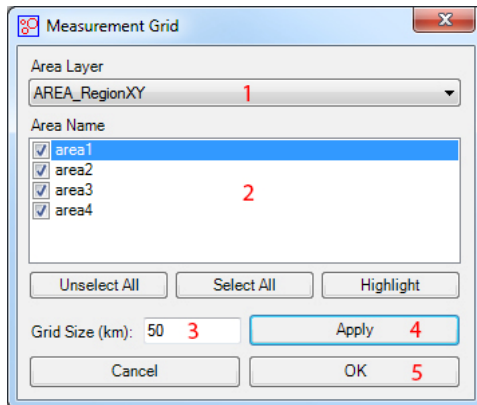 Measurement Grid
Area Layer
AREA_RegionXY 1
Area Name
area1
area2
area3 2
area4
Unselect All Select All Highlight
Grid Size (km): 50 3 Apply 4
Cancel OK 5